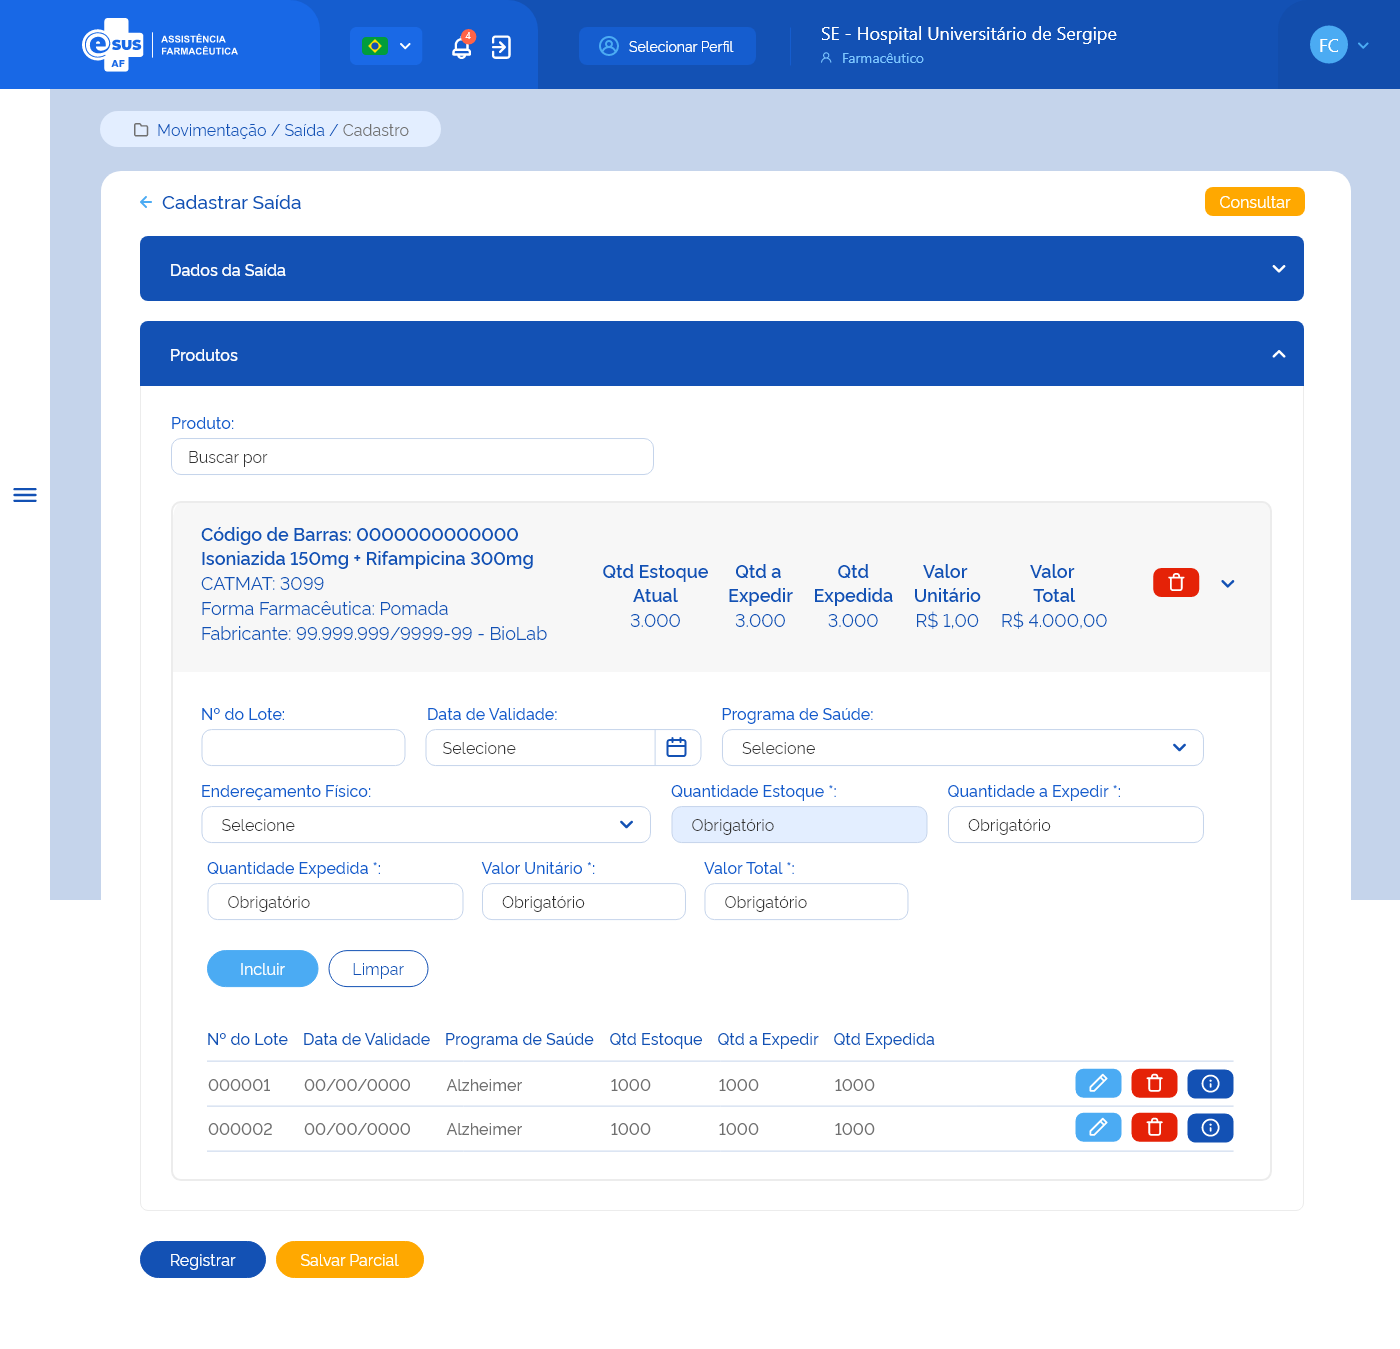 e sus AF
ASSISTÊNCIA
FARMACÊUTICA
4
Selecionar Perfil
SE - Hospital Universitário de Sergipe
Farmacêutico
FC
Movimentação / Saída / Cadastro
Cadastrar Saída
Consultar
Dados da Saída
Produtos
Produto:
Buscar por
Código de Barras: 0000000000000
Isoniazida 150mg + Rifampicina 300mg
CATMAT: 3099
Forma Farmacêutica: Pomada
Fabricante: 99.999.999/9999-99 - BioLab
Qtd Estoque Qtd a Qtd Valor Valor
Atual Expedir Expedida Unitário Total
3.000 3.000 3.000 R$ 1,00 R$ 4.000,00
Nº do Lote: Data de Validade: Programa de Saúde:
Selecione Selecione
Endereçamento Físico: Quantidade Estoque *: Quantidade a Expedir *:
Selecione Obrigatório Obrigatório
Quantidade Expedida *: Valor Unitário *: Valor Total *:
Obrigatório Obrigatório Obrigatório
Incluir Limpar
Nº do Lote Data de Validade Programa de Saúde Qtd Estoque Qtd a Expedir Qtd Expedida
000001 00/00/0000 Alzheimer 1000 1000 1000
000002 00/00/0000 Alzheimer 1000 1000 1000
Registrar Salvar Parcial